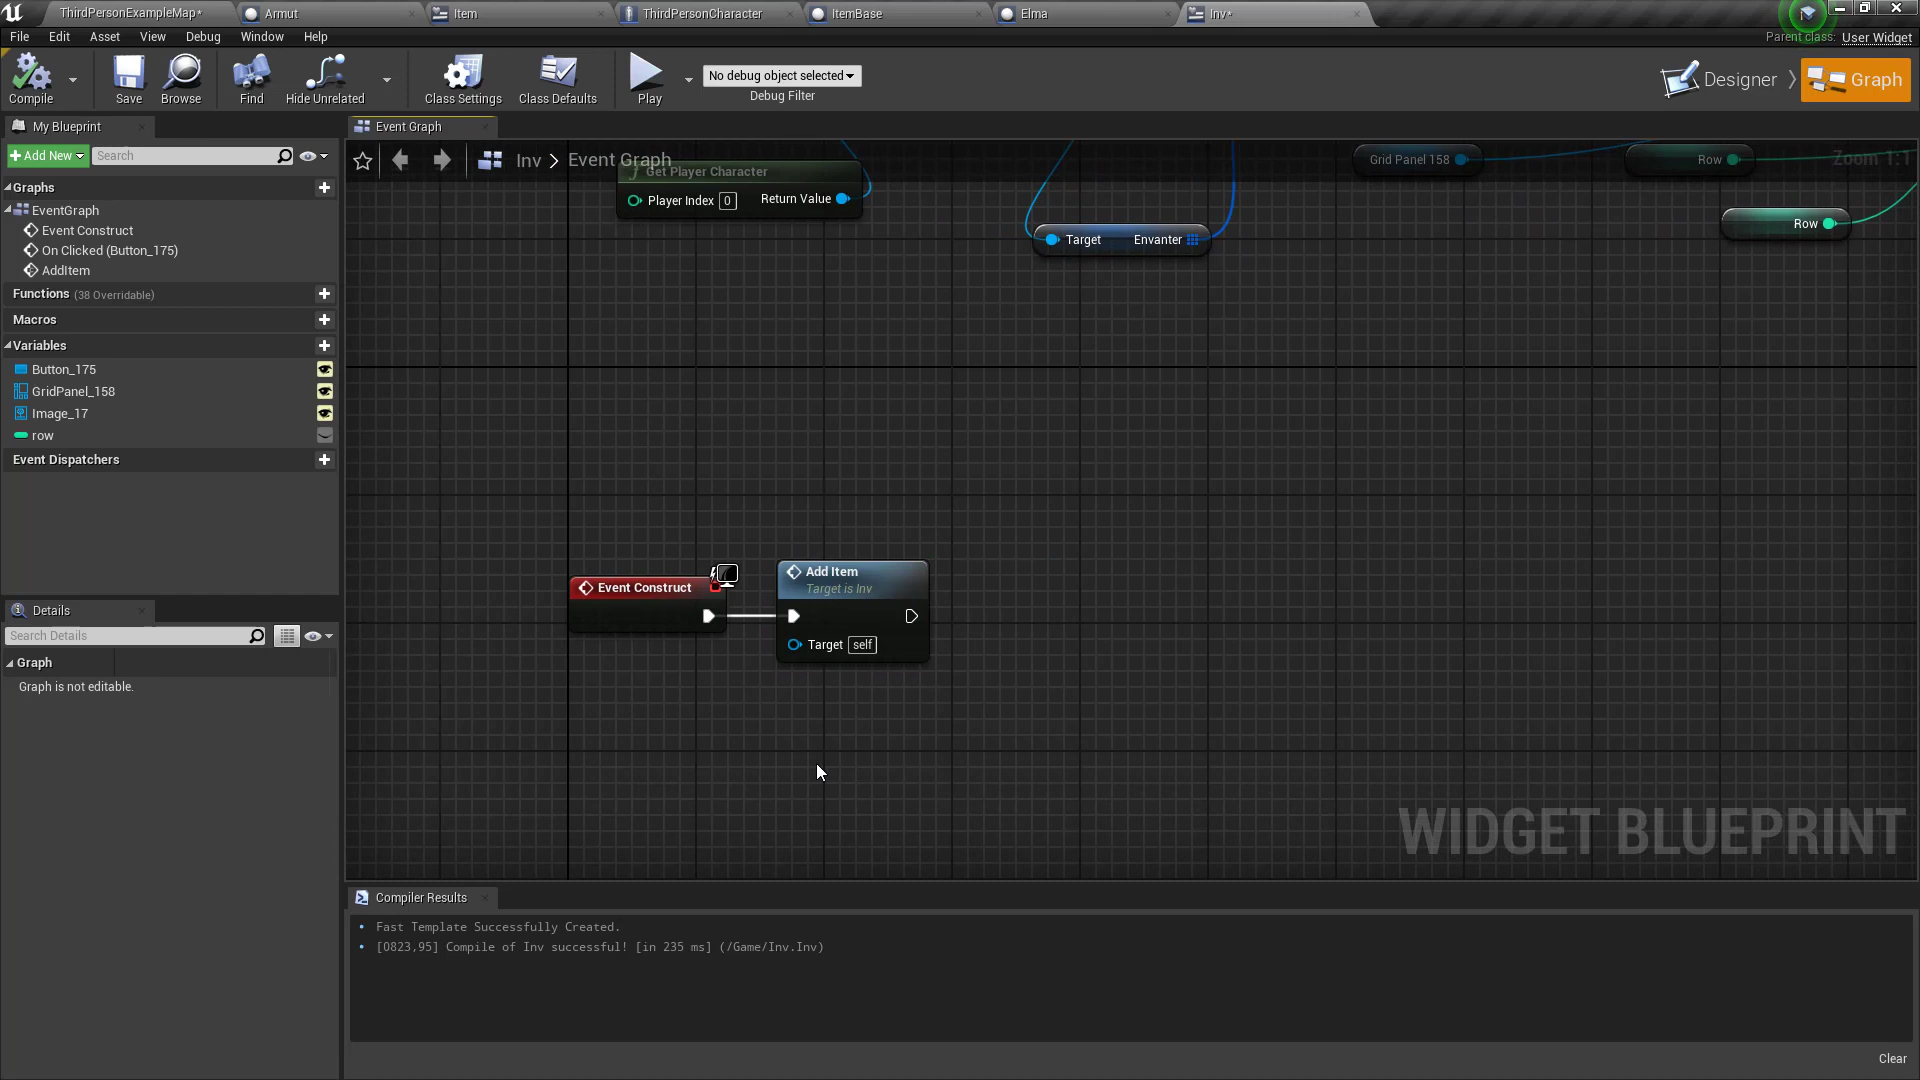 ThirdPersonExampleMap*
Armut
Item
ThirdPersonCharacter
ItemBase
Elma
Inv*
File
Edit
Asset
View
Debug
Window
Help
Parent class:
User Widget
Compile
Save
Browse
Find
Hide Unrelated
Class Settings
Class Defaults
Play
No debug object selected
Debug Filter
Designer
Graph
My Blueprint
Add New
Search
Graphs
EventGraph
Event Construct
On Clicked (Button_175)
AddItem
Functions (38 Overridable)
Macros
Variables
Button_175
GridPanel_158
Image_17
row
Event Dispatchers
Details
Search Details
Graph
Graph is not editable.
Event Graph
Inv > Event Graph
Zoom 1:1
Get Player Character
Player Index 0
Return Value
Target
Envanter
Grid Panel 158
Row
Row
Event Construct
Add Item
Target is Inv
Target self
WIDGET BLUEPRINT
Compiler Results
• Fast Template Successfully Created.
• [0823,95] Compile of Inv successful! [in 235 ms] (/Game/Inv.Inv)
Clear